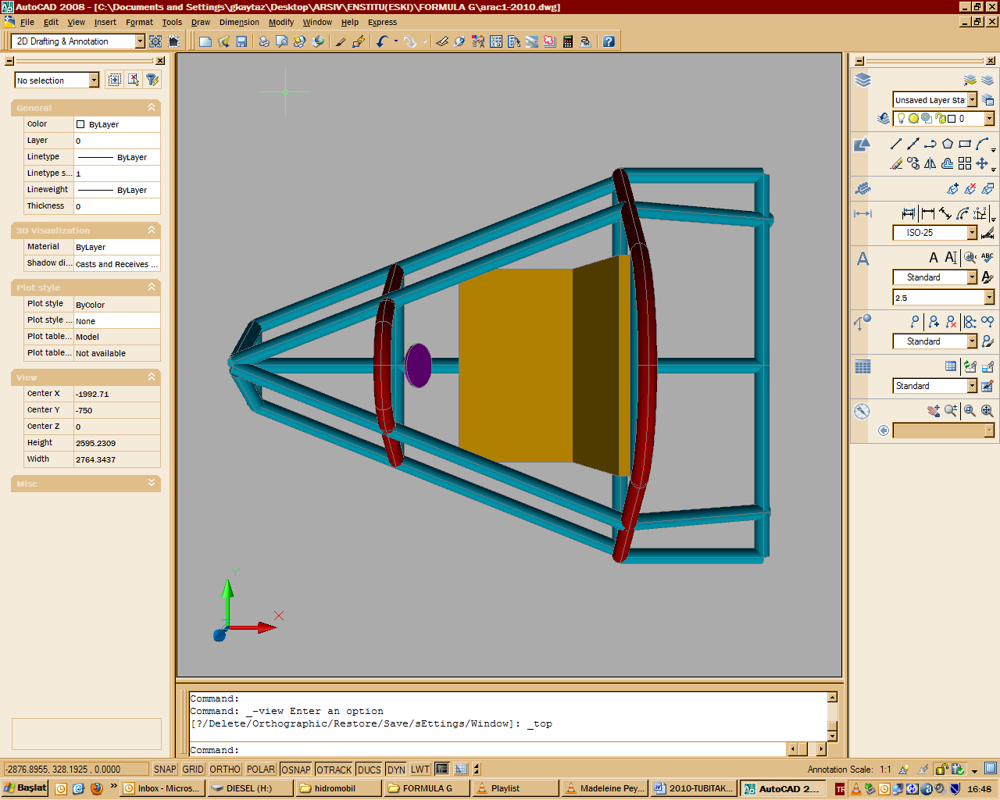 AutoCAD 2008 - [C:\Documents and Settings\gkaytaz\Desktop\ARSIV\ENSTITU(ESKI)\FORMULA G\arac1-2010.dwg]
File Edit View Insert Format Tools Draw Dimension Modify Window Help Express
2D Drafting & Annotation
No selection
General
Color ByLayer
Layer 0
Linetype ByLayer
Linetype s... 1
Lineweight ByLayer
Thickness 0
3D Visualization
Material ByLayer
Shadow di... Casts and Receives ...
Plot style
Plot style ByColor
Plot style ... None
Plot table... Model
Plot table... Not available
View
Center X -1992.71
Center Y -750
Center Z 0
Height 2595.2309
Width 2764.3437
Misc
Y
X
Unsaved Layer Sta
0
ISO-25
A A ABC
Standard
2.5
Standard
Standard
Command:
Command: _-view Enter an option
[?/Delete/Orthographic/Restore/Save/sEttings/Window]: _top
Command:
-2876.8955, 328.1925 , 0.0000 SNAP GRID ORTHO POLAR OSNAP OTRACK DUCS DYN LWT Annotation Scale: 1:1
Başlat » Inbox - Micros... DIESEL (H:) hidromobil FORMULA G Playlist Madeleine Pey... 2010-TUBITAK... AutoCAD 2... TR 16:48